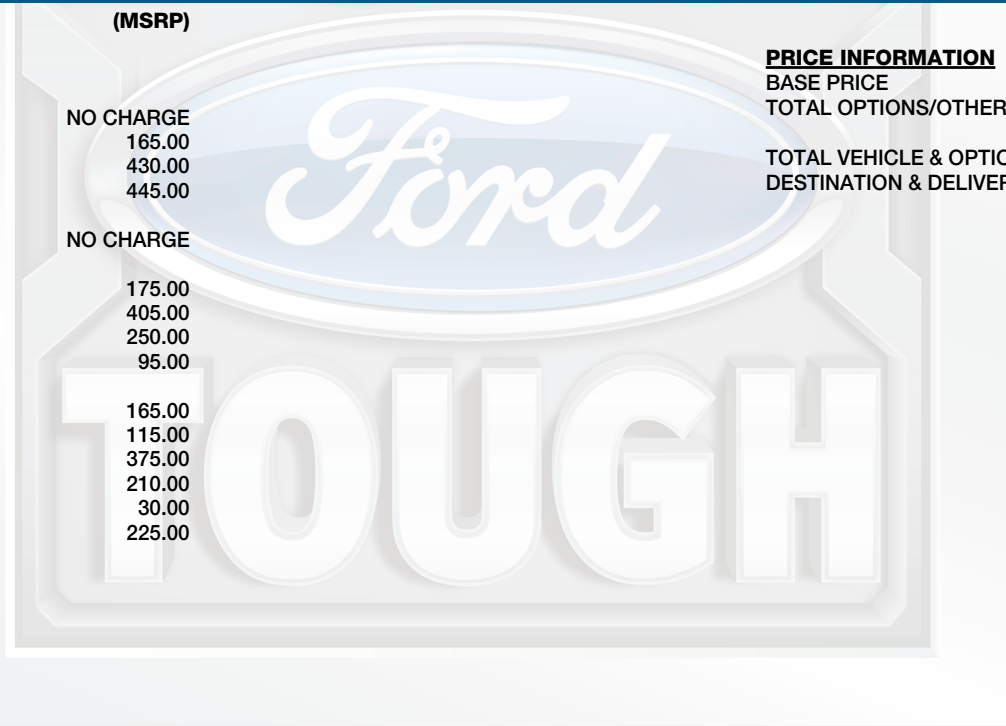 (MSRP)
NO CHARGE
165.00
430.00
445.00
NO CHARGE
175.00
405.00
250.00
95.00
165.00
115.00
375.00
210.00
30.00
225.00
PRICE INFORMATION
BASE PRICE
TOTAL OPTIONS/OTHER
TOTAL VEHICLE & OPTIO
DESTINATION & DELIVER
Ford
TOUGH